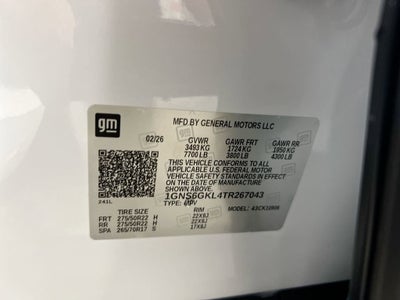 gm
MFD BY GENERAL MOTORS LLC
02/26 GVWR GAWR FRT GAWR RR
3493 KG 1724 KG 1950 KG
7700 LB 3800 LB 4300 LB
THIS VEHICLE CONFORMS TO ALL
APPLICABLE U.S. FEDERAL MOTOR
VEHICLE SAFETY STANDARDS IN EFFECT
ON THE DATE OF MANUFACTURE
1GNS6GKL4TR267043
TYPE: MPV
241L MODEL:
TIRE SIZE RIM
FRT 275/50R22 H 22X9J
RR 275/50R22 H 22X9J
SPA 265/70R17 S 17X8J